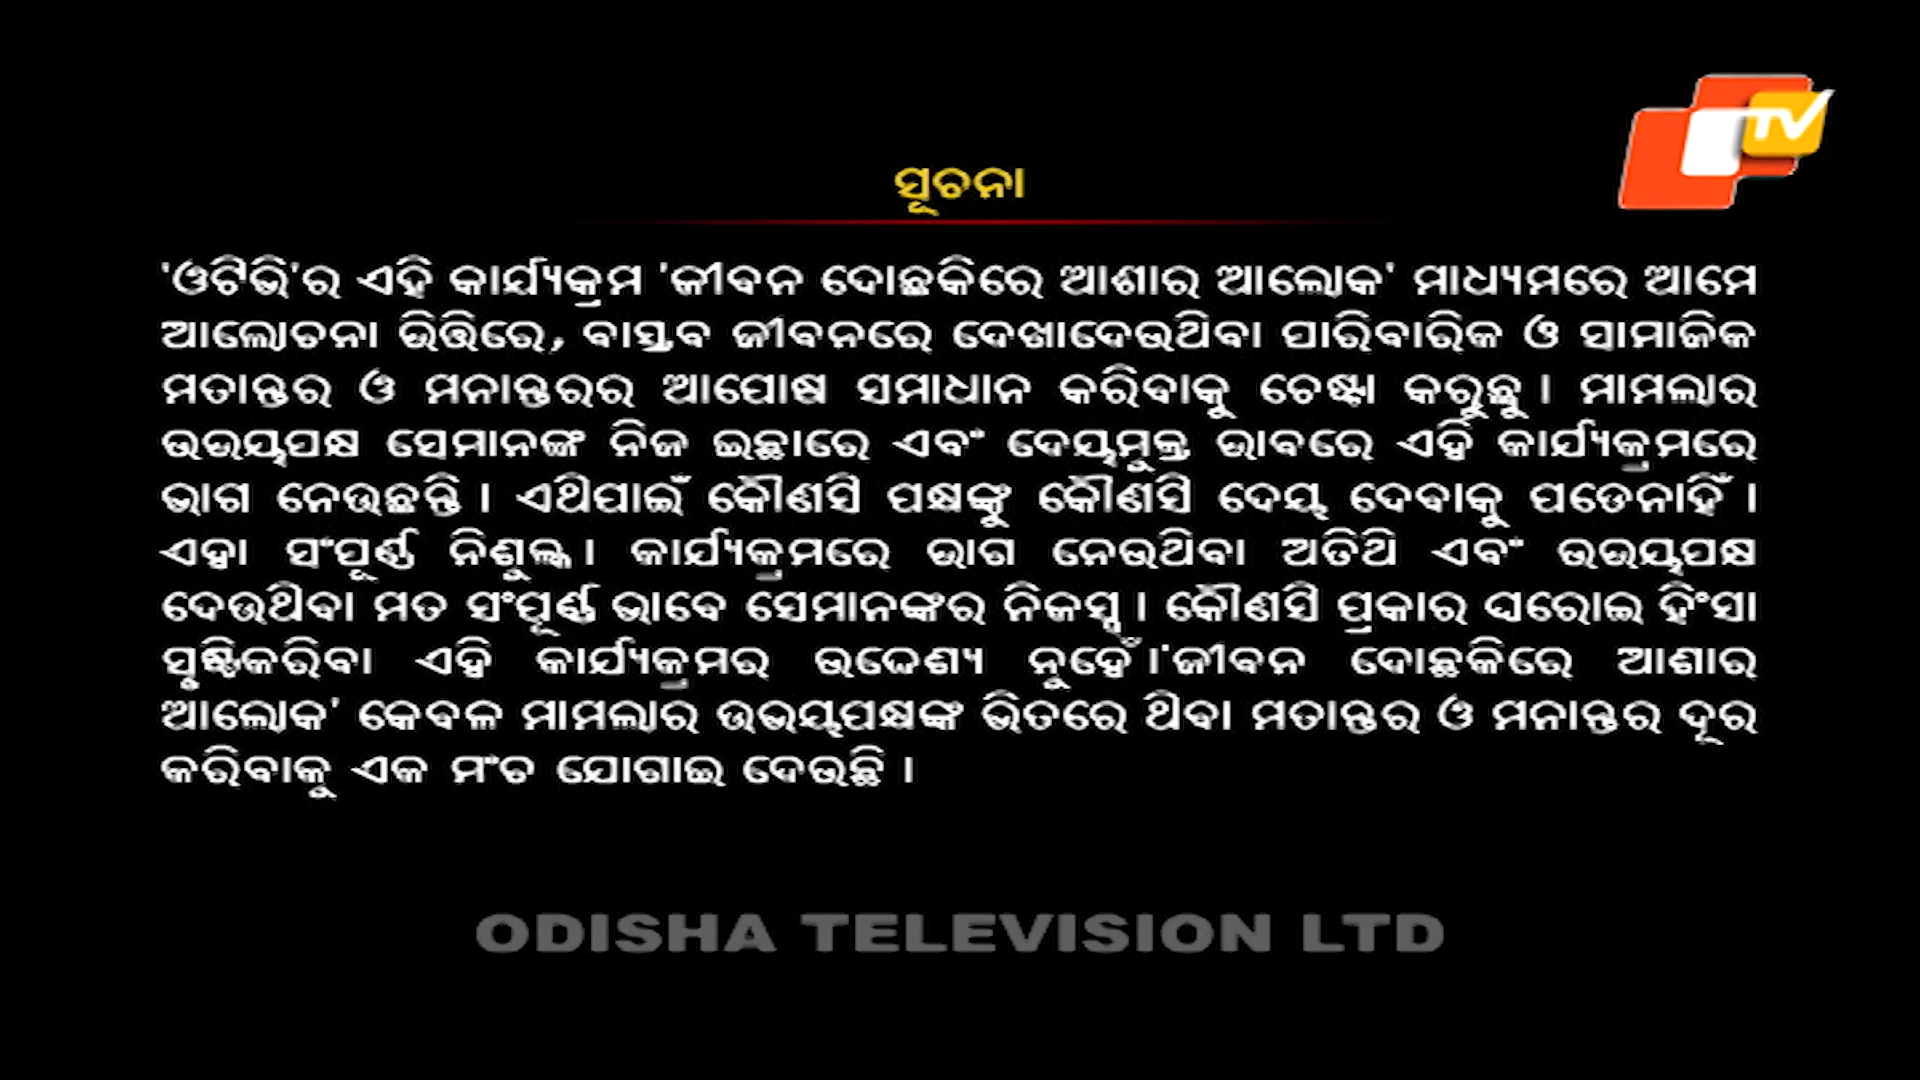 TV
ସୂଚନା
'ଓଟିଭି'ର ଏହି କାର୍ଯ୍ୟକ୍ରମ 'ଜୀବନ ଦୋଛକିରେ ଆଶାର ଆଲୋକ' ମାଧ୍ୟମରେ ଆମେ
ଆଲୋଚନା ଭିତ୍ତିରେ, ବାସ୍ତବ ଜୀବନରେ ଦେଖାଦେଉଥିବା ପାରିବାରିକ ଓ ସାମାଜିକ
ମତାନ୍ତର ଓ ମନାନ୍ତରର ଆପୋଷ ସମାଧାନ କରିବାକୁ ଚେଷ୍ଟା କରୁଛୁ । ମାମଲାର
ଉଭୟପକ୍ଷ ସେମାନଙ୍କ ନିଜ ଇଛାରେ ଏବଂ ଦେୟମୁକ୍ତ ଭାବରେ ଏହି କାର୍ଯ୍ୟକ୍ରମରେ
ଭାଗ ନେଉଛନ୍ତି । ଏଥିପାଇଁ କୌଣସି ପକ୍ଷଙ୍କୁ କୌଣସି ଦେୟ ଦେବାକୁ ପଡେନାହିଁ ।
ଏହା ସଂପୂର୍ଣ୍ଣ ନିଶୁଳ୍କ । କାର୍ଯ୍ୟକ୍ରମରେ ଭାଗ ନେଉଥିବା ଅତିଥି ଏବଂ ଉଭୟପକ୍ଷ
ଦେଉଥିବା ମତ ସଂପୂର୍ଣ୍ଣ ଭାବେ ସେମାନଙ୍କର ନିଜସ୍ୱ । କୌଣସି ପ୍ରକାର ଘରୋଇ ହିଂସା
ସୃଷ୍ଟିକରିବା ଏହି କାର୍ଯ୍ୟକ୍ରମର ଉଦ୍ଦେଶ୍ୟ ନୁହେଁ ।'ଜୀବନ ଦୋଛକିରେ ଆଶାର
ଆଲୋକ' କେବଳ ମାମଲାର ଉଭୟପକ୍ଷଙ୍କ ଭିତରେ ଥିବା ମତାନ୍ତର ଓ ମନାନ୍ତର ଦୂର
କରିବାକୁ ଏକ ମଂଚ ଯୋଗାଇ ଦେଉଛି ।
ODISHA TELEVISION LTD